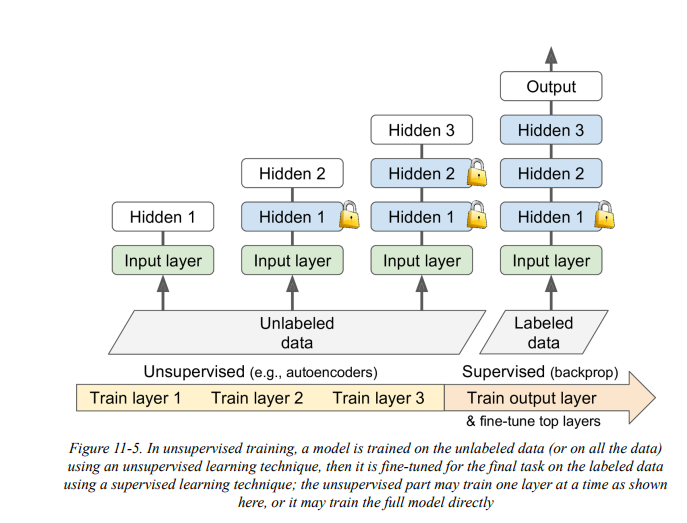 Output
Hidden 3
Hidden 3
Hidden 2
Hidden 2
Hidden 2
Hidden 1
Hidden 1
Hidden 1
Hidden 1
Input layer
Input layer
Input layer
Input layer
Unlabeled
data
Labeled
data
Unsupervised (e.g., autoencoders)
Supervised (backprop)
Train layer 1
Train layer 2
Train layer 3
Train output layer
& fine-tune top layers
Figure 11-5. In unsupervised training, a model is trained on the unlabeled data (or on all the data)
using an unsupervised learning technique, then it is fine-tuned for the final task on the labeled data
using a supervised learning technique; the unsupervised part may train one layer at a time as shown
here, or it may train the full model directly